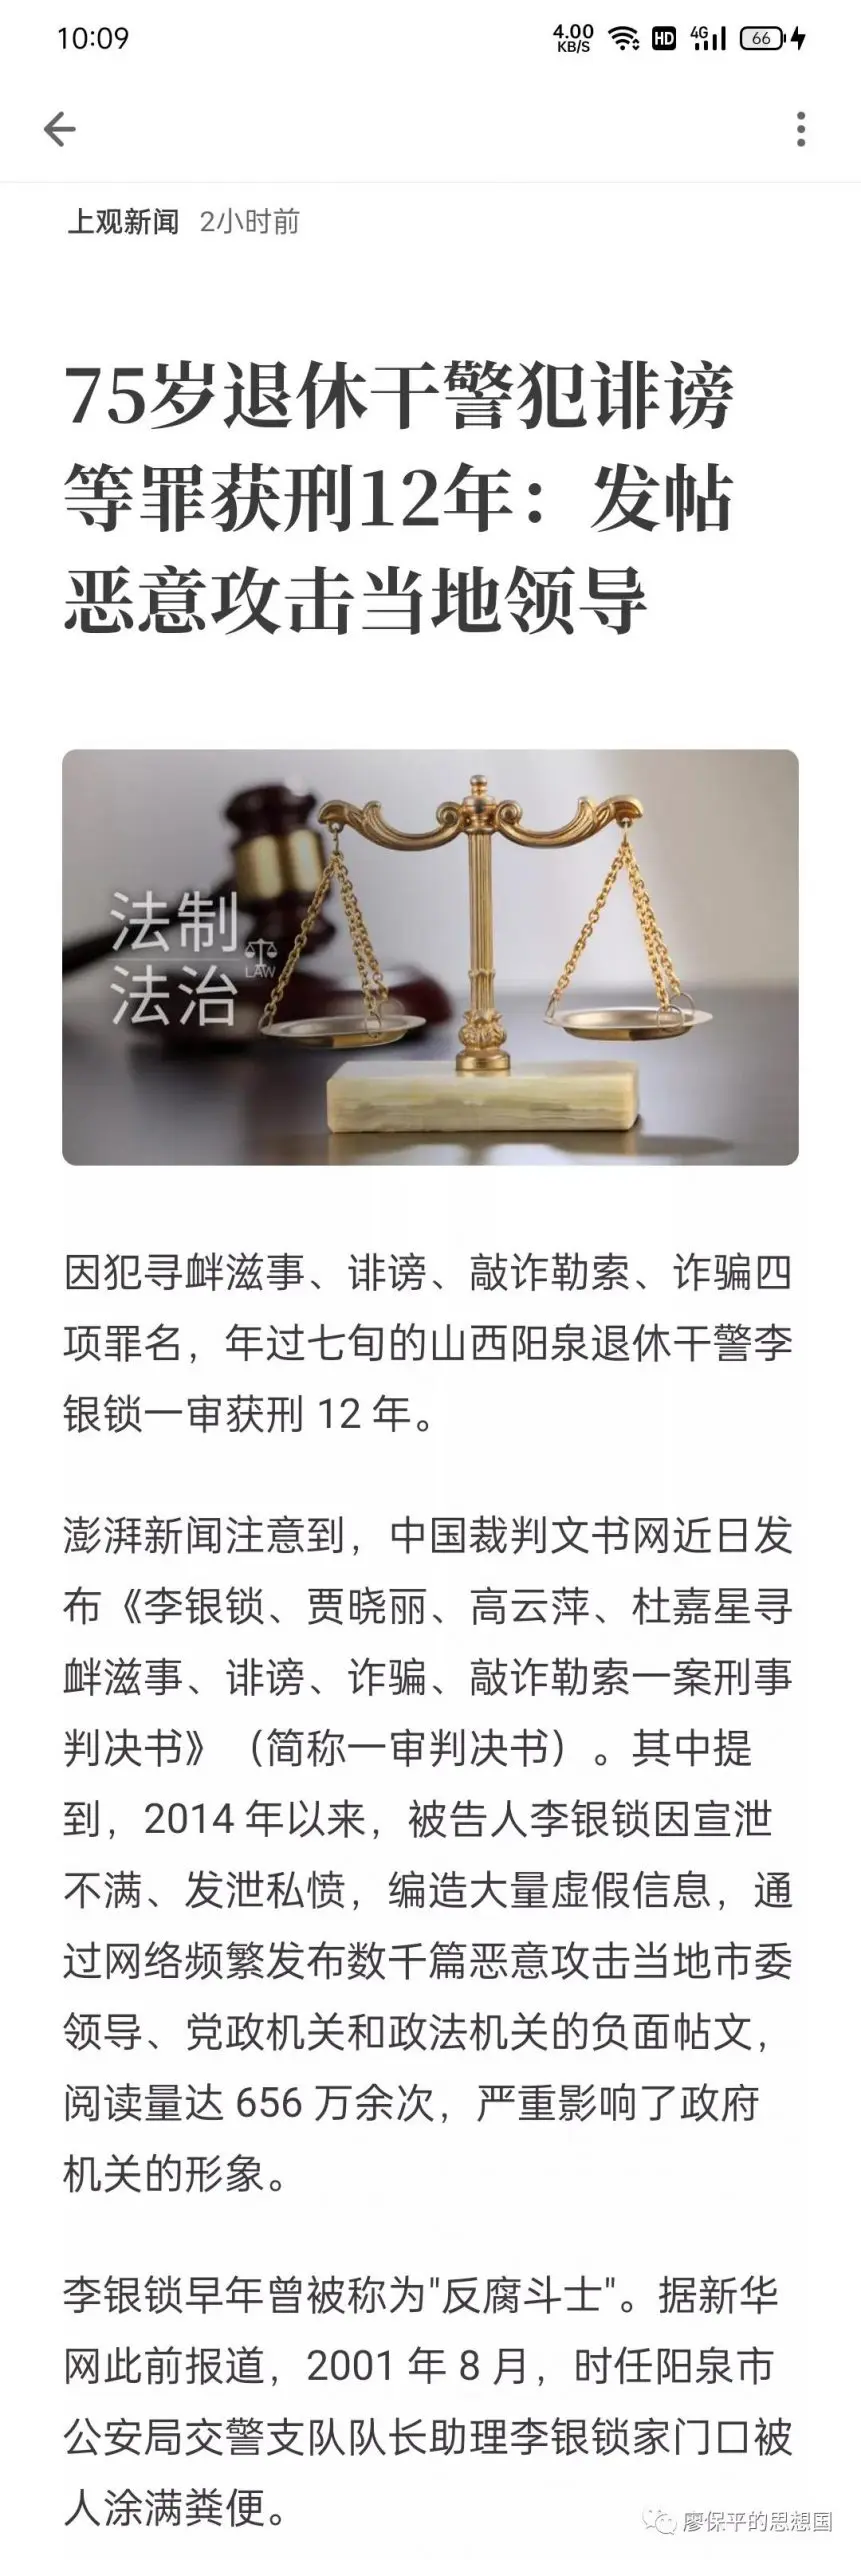 10:09
4.00
KB/S
HD
4G
66
上观新闻 2小时前
75岁退休干警犯诽谤
等罪获刑12年：发帖
恶意攻击当地领导
法制
法治
LAW
因犯寻衅滋事、诽谤、敲诈勒索、诈骗四
项罪名，年过七旬的山西阳泉退休干警李
银锁一审获刑 12 年。
澎湃新闻注意到，中国裁判文书网近日发
布《李银锁、贾晓丽、高云萍、杜嘉星寻
衅滋事、诽谤、诈骗、敲诈勒索一案刑事
判决书》（简称一审判决书）。其中提
到，2014 年以来，被告人李银锁因宣泄
不满、发泄私愤，编造大量虚假信息，通
过网络频繁发布数千篇恶意攻击当地市委
领导、党政机关和政法机关的负面帖文，
阅读量达 656 万余次，严重影响了政府
机关的形象。
李银锁早年曾被称为"反腐斗士"。据新华
网此前报道，2001 年 8 月，时任阳泉市
公安局交警支队队长助理李银锁家门口被
人涂满粪便。
廖保平的思想国